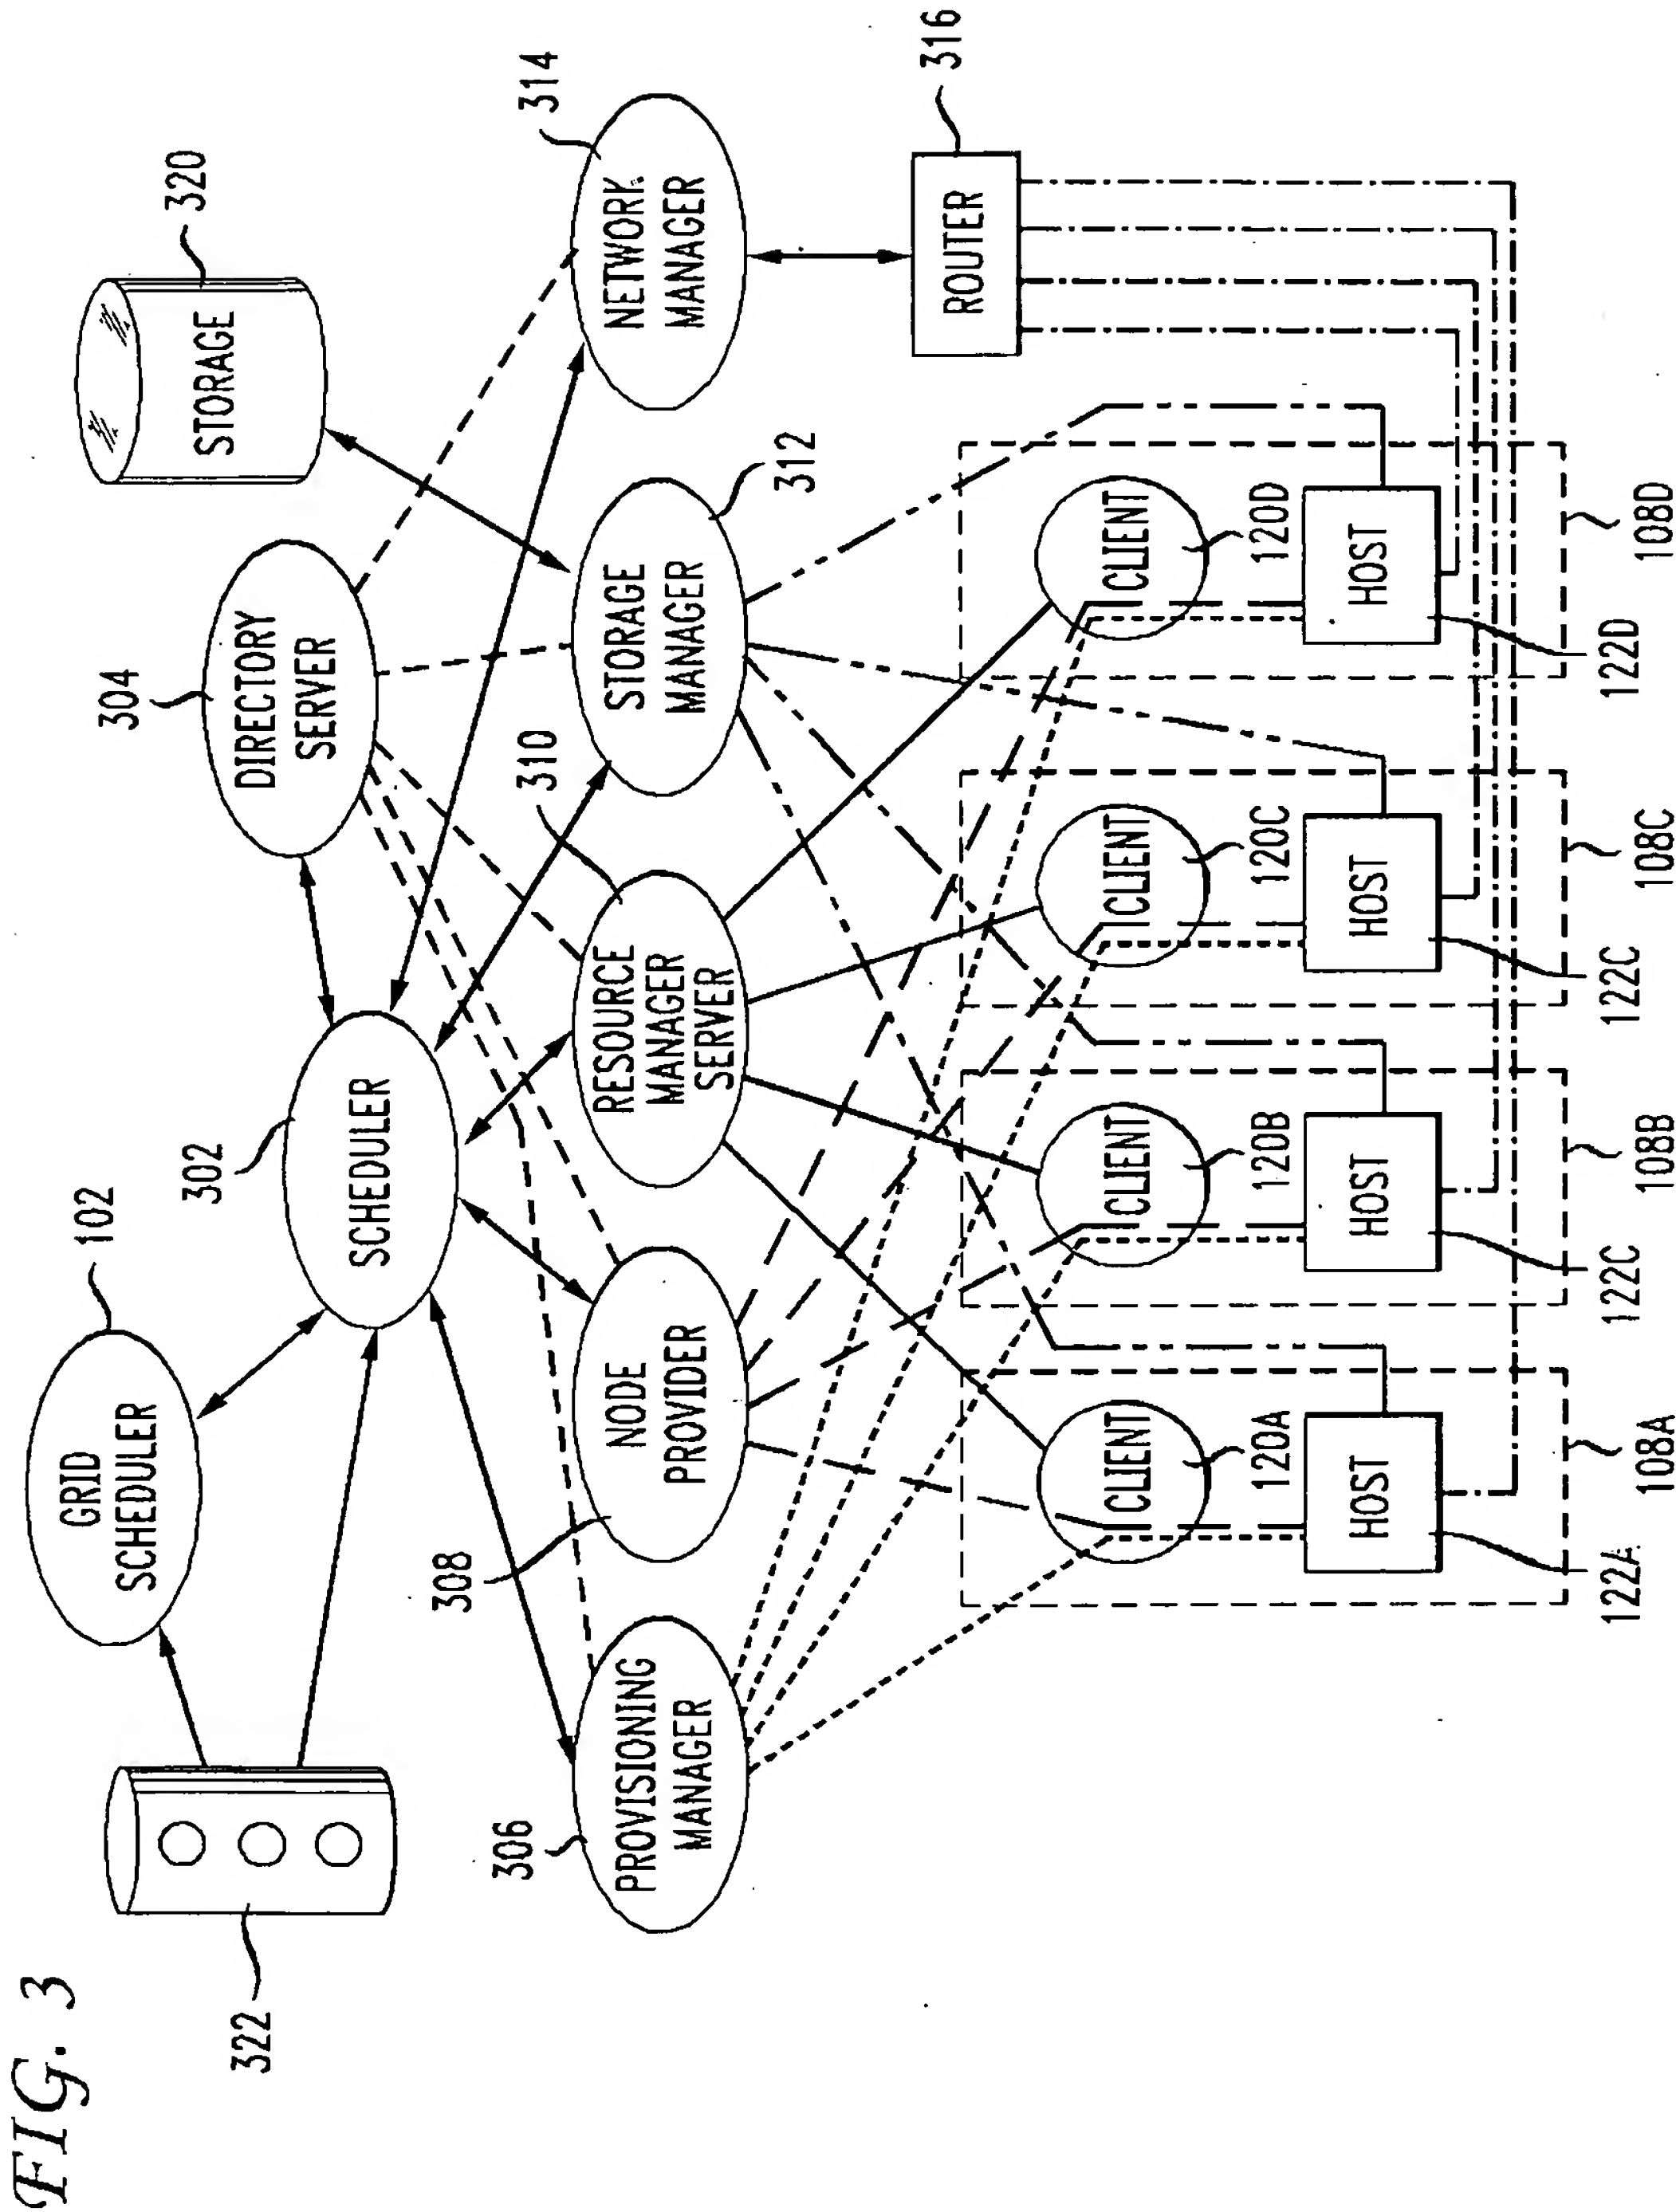 FIG. 3
322
GRID
SCHEDULER
102
SCHEDULER
302
DIRECTORY
SERVER
304
STORAGE
320
PROVISIONING
MANAGER
306
NODE
PROVIDER
308
RESOURCE
MANAGER
SERVER
310
STORAGE
MANAGER
312
NETWORK
MANAGER
314
ROUTER
316
CLIENT
120A
HOST
122A
108A
CLIENT
120B
HOST
122C
108B
CLIENT
120C
HOST
122C
108C
CLIENT
120D
HOST
122D
108D